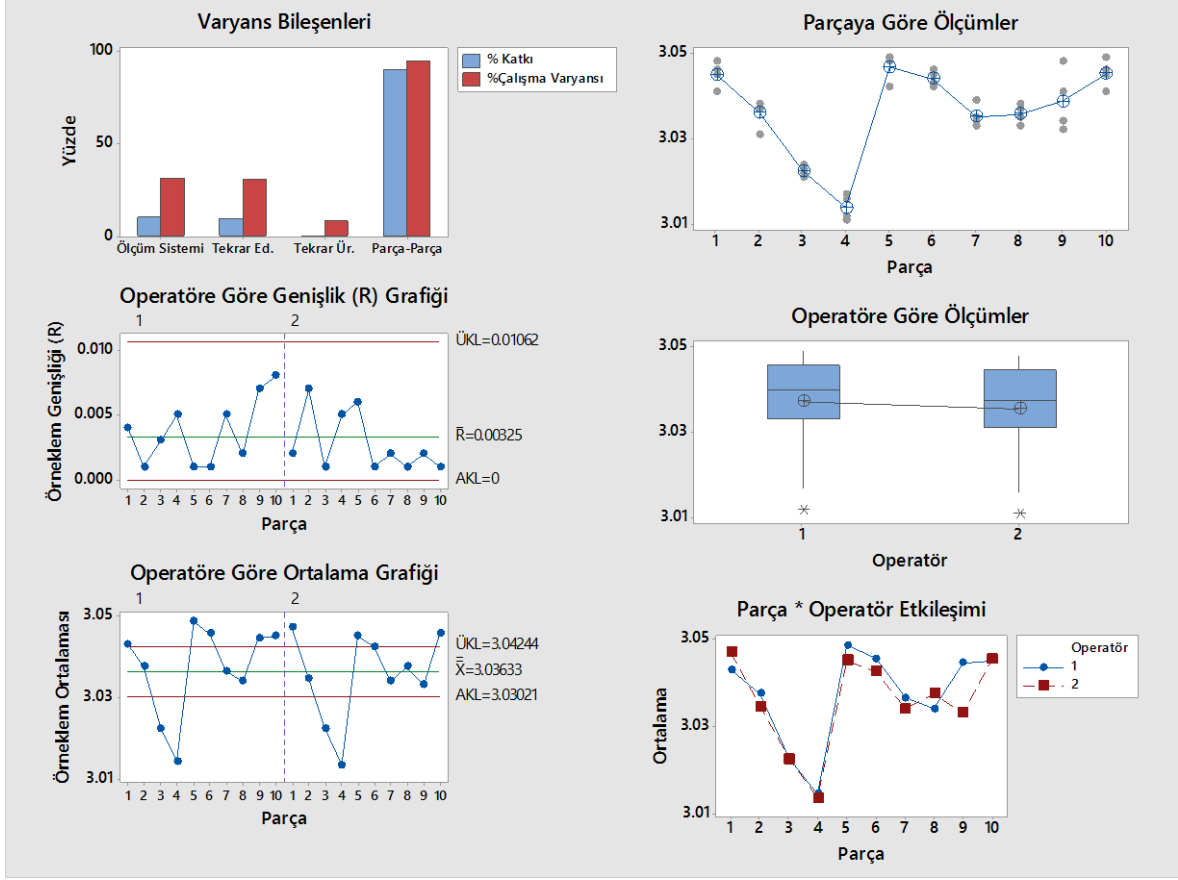 Varyans Bileşenleri
100
50
0
Yüzde
% Katkı
%Çalışma Varyansı
Ölçüm Sistemi Tekrar Ed. Tekrar Ür. Parça-Parça
Parçaya Göre Ölçümler
3.05
3.03
3.01
1 2 3 4 5 6 7 8 9 10
Parça
Operatöre Göre Genişlik (R) Grafiği
1 2
Örneklem Genişliği (R)
0.010
0.005
0.000
ÜKL=0.01062
R̄=0.00325
AKL=0
1 2 3 4 5 6 7 8 9 10 1 2 3 4 5 6 7 8 9 10
Parça
Operatöre Göre Ölçümler
3.05
3.03
3.01
1 2
Operatör
Operatöre Göre Ortalama Grafiği
1 2
Örneklem Ortalaması
3.05
3.03
3.01
ÜKL=3.04244
X̿=3.03633
AKL=3.03021
1 2 3 4 5 6 7 8 9 10 1 2 3 4 5 6 7 8 9 10
Parça
Parça * Operatör Etkileşimi
Ortalama
3.05
3.03
3.01
Operatör
1
2
1 2 3 4 5 6 7 8 9 10
Parça